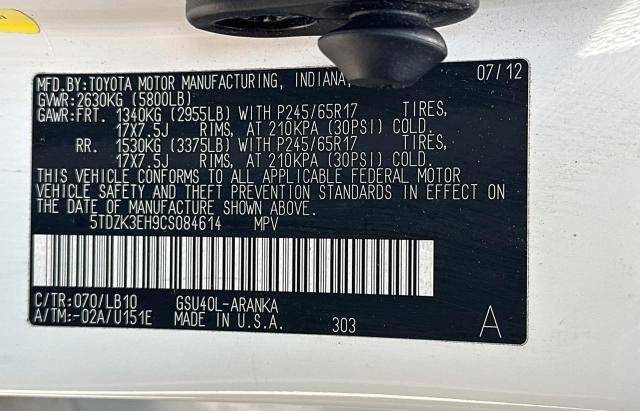 MFD.BY:TOYOTA MOTOR MANUFACTURING, INDIANA, 07/12
GVWR:2630KG (5800LB)
GAWR:FRT. 1340KG (2955LB) WITH P245/65R17 TIRES,
17X7.5J RIMS, AT 210KPA (30PSI) COLD.
RR. 1530KG (3375LB) WITH P245/65R17 TIRES,
17X7.5J RIMS, AT 210KPA (30PSI) COLD.
THIS VEHICLE CONFORMS TO ALL APPLICABLE FEDERAL MOTOR
VEHICLE SAFETY AND THEFT PREVENTION STANDARDS IN EFFECT ON
THE DATE OF MANUFACTURE SHOWN ABOVE.
5TDZK3EH9CS084614 MPV
C/TR:070/LB10 GSU40L-ARANKA
A/TM:-02A/U151E MADE IN U.S.A. 303 A